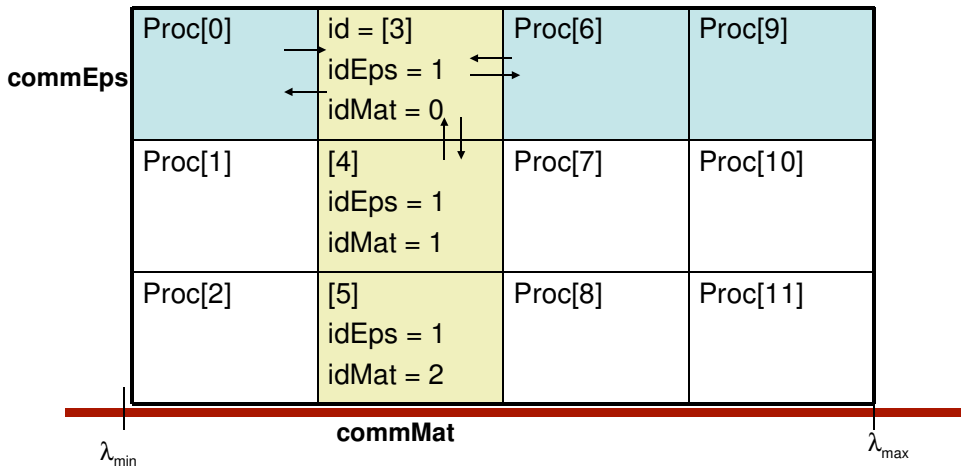 Proc[0]
id = [3]
idEps = 1
idMat = 0
Proc[6]
Proc[9]
commEps
Proc[1]
[4]
idEps = 1
idMat = 1
Proc[7]
Proc[10]
Proc[2]
[5]
idEps = 1
idMat = 2
Proc[8]
Proc[11]
λmin
commMat
λmax